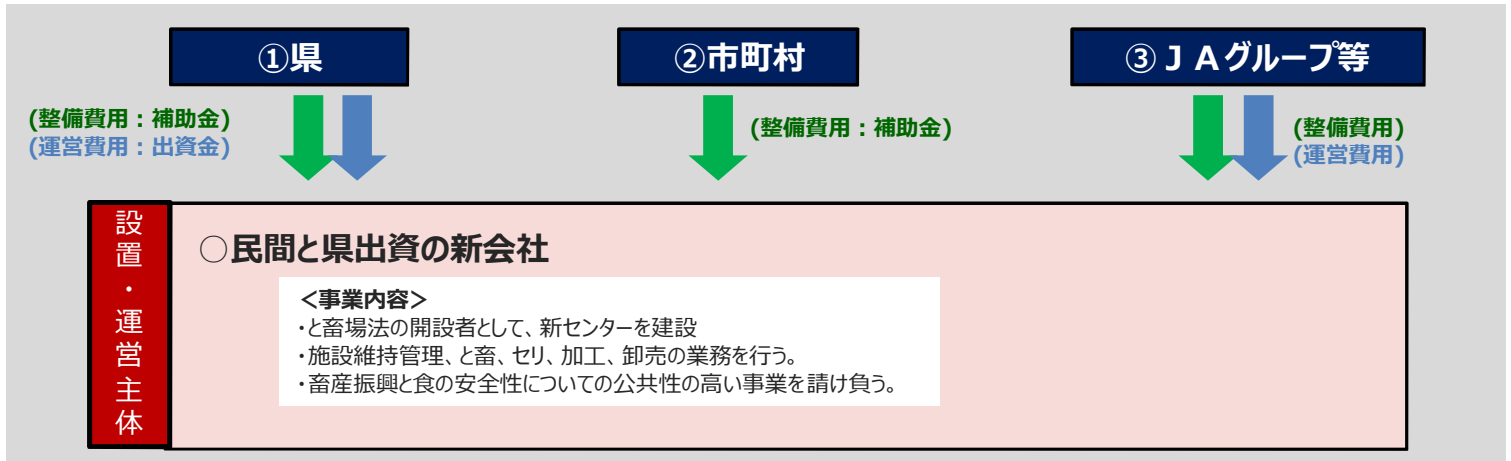 ①県
②市町村
③ＪＡグループ等
(整備費用：補助金)
(運営費用：出資金)
(整備費用：補助金)
(整備費用)
(運営費用)
設置・運営主体
○民間と県出資の新会社
＜事業内容＞
・と畜場法の開設者として、新センターを建設
・施設維持管理、と畜、セリ、加工、卸売の業務を行う。
・畜産振興と食の安全性についての公共性の高い事業を請け負う。